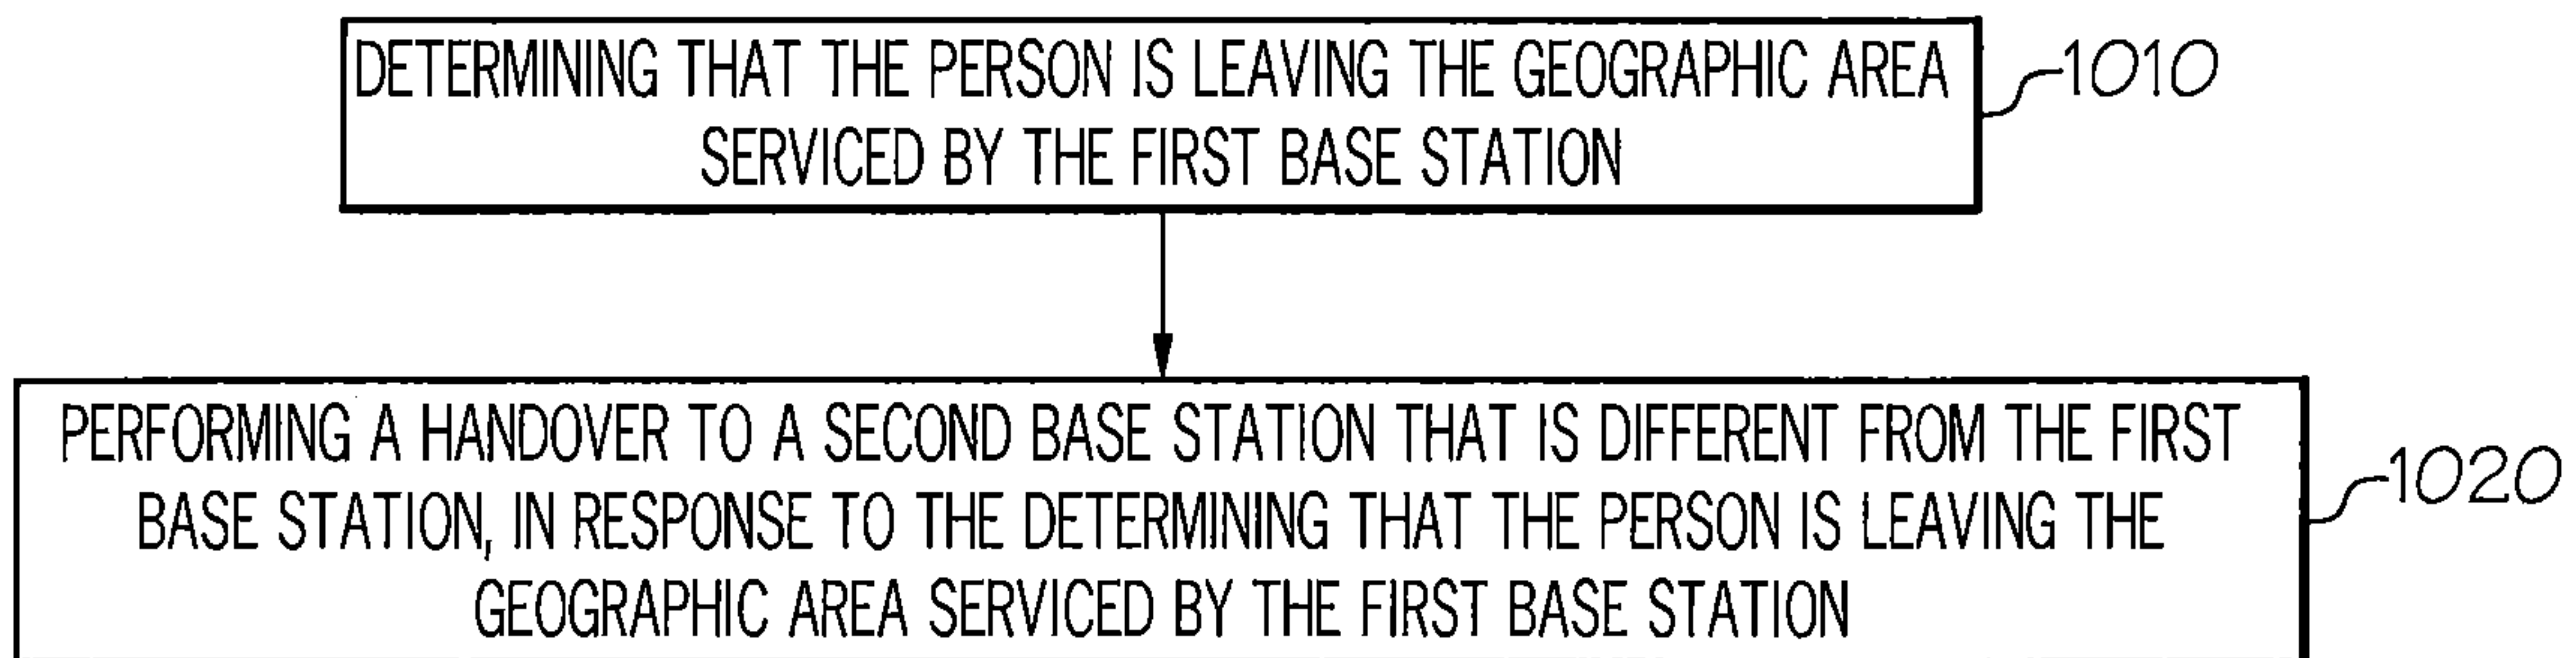 DETERMINING THAT THE PERSON IS LEAVING THE GEOGRAPHIC AREA
SERVICED BY THE FIRST BASE STATION
1010
PERFORMING A HANDOVER TO A SECOND BASE STATION THAT IS DIFFERENT FROM THE FIRST
BASE STATION, IN RESPONSE TO THE DETERMINING THAT THE PERSON IS LEAVING THE
GEOGRAPHIC AREA SERVICED BY THE FIRST BASE STATION
1020